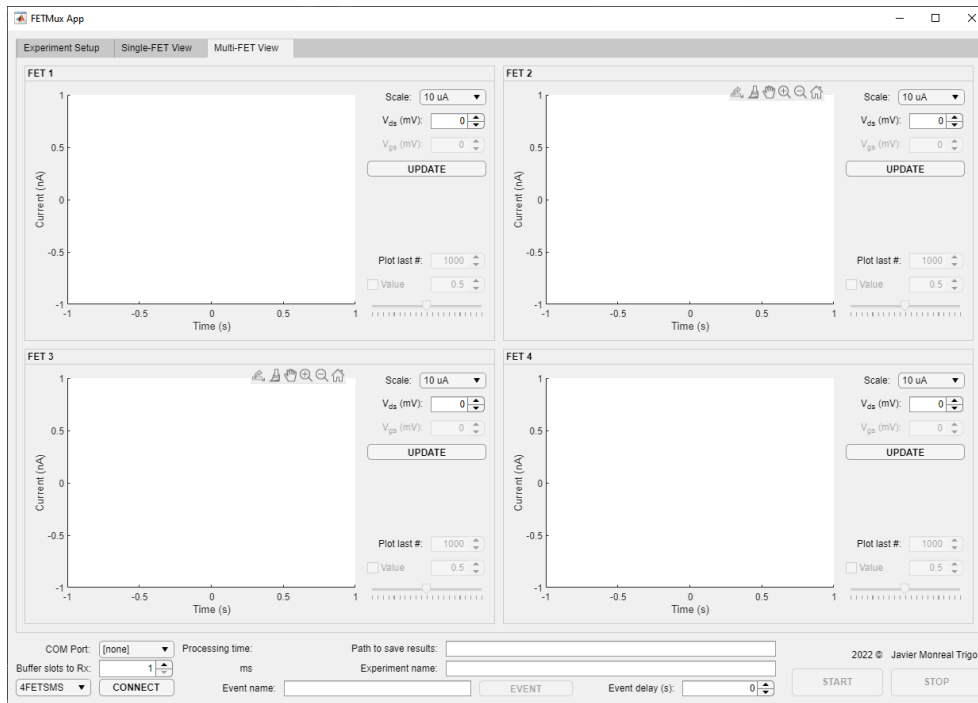 FETMux App
Experiment Setup Single-FET View Multi-FET View
FET 1
1
0.5
0
-0.5
-1
Current (nA)
-1 -0.5 0 0.5 1
Time (s)
Scale: 10 uA
Vds (mV): 0
Vgs (mV): 0
UPDATE
Plot last #: 1000
Value 0.5
FET 2
1
0.5
0
-0.5
-1
Current (nA)
-1 -0.5 0 0.5 1
Time (s)
Scale: 10 uA
Vds (mV): 0
Vgs (mV): 0
UPDATE
Plot last #: 1000
Value 0.5
FET 3
1
0.5
0
-0.5
-1
Current (nA)
-1 -0.5 0 0.5 1
Time (s)
Scale: 10 uA
Vds (mV): 0
Vgs (mV): 0
UPDATE
Plot last #: 1000
Value 0.5
FET 4
1
0.5
0
-0.5
-1
Current (nA)
-1 -0.5 0 0.5 1
Time (s)
Scale: 10 uA
Vds (mV): 0
Vgs (mV): 0
UPDATE
Plot last #: 1000
Value 0.5
COM Port: [none] Processing time: Path to save results:
2022 © Javier Monreal Trigo
Buffer slots to Rx: 1 ms Experiment name:
4FETSMS CONNECT Event name: EVENT Event delay (s): 0 START STOP